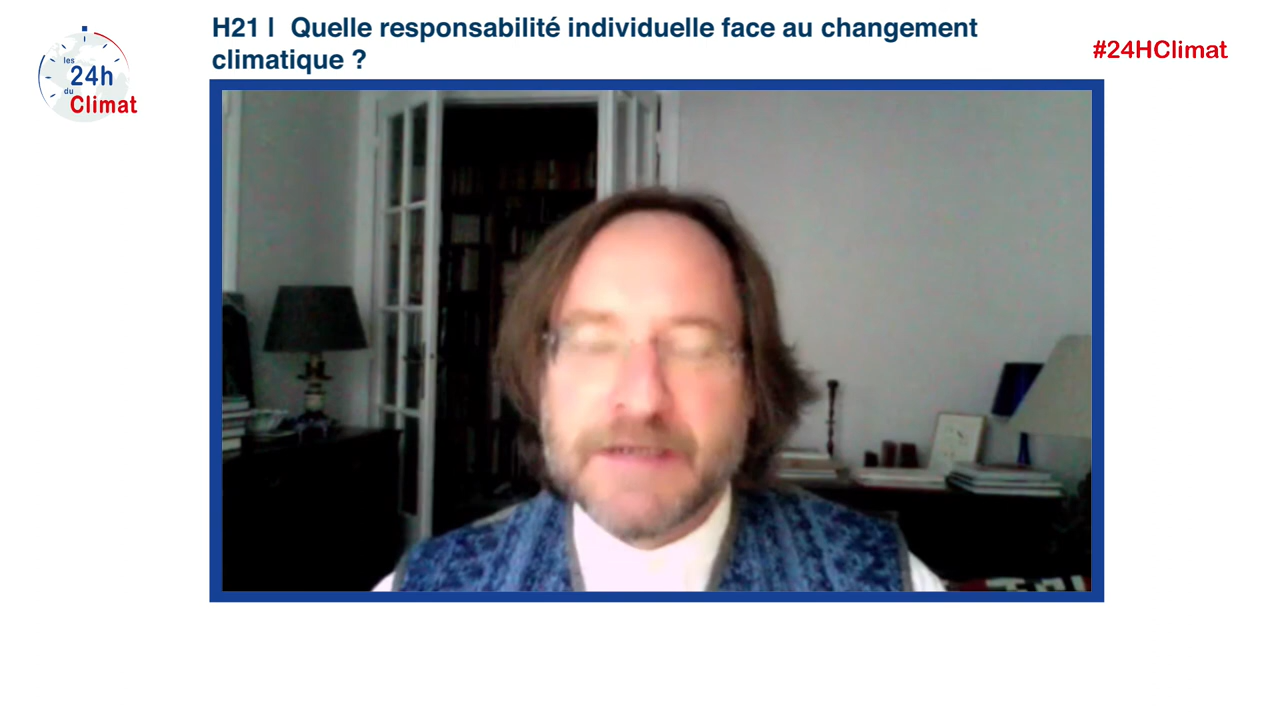 H21 I  Quelle responsabilité individuelle face au changement
climatique ?
#24HClimat
les
24h
du
Climat